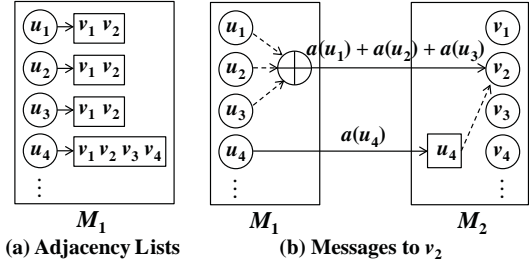 u1 v1 v2
u2 v1 v2
u3 v1 v2
u4 v1 v2 v3 v4
⋮
M1
(a) Adjacency Lists
u1
u2
u3
u4
⋮
M1
a(u1) + a(u2) + a(u3)
a(u4)
u4
v1
v2
v3
v4
⋮
M2
(b) Messages to v2